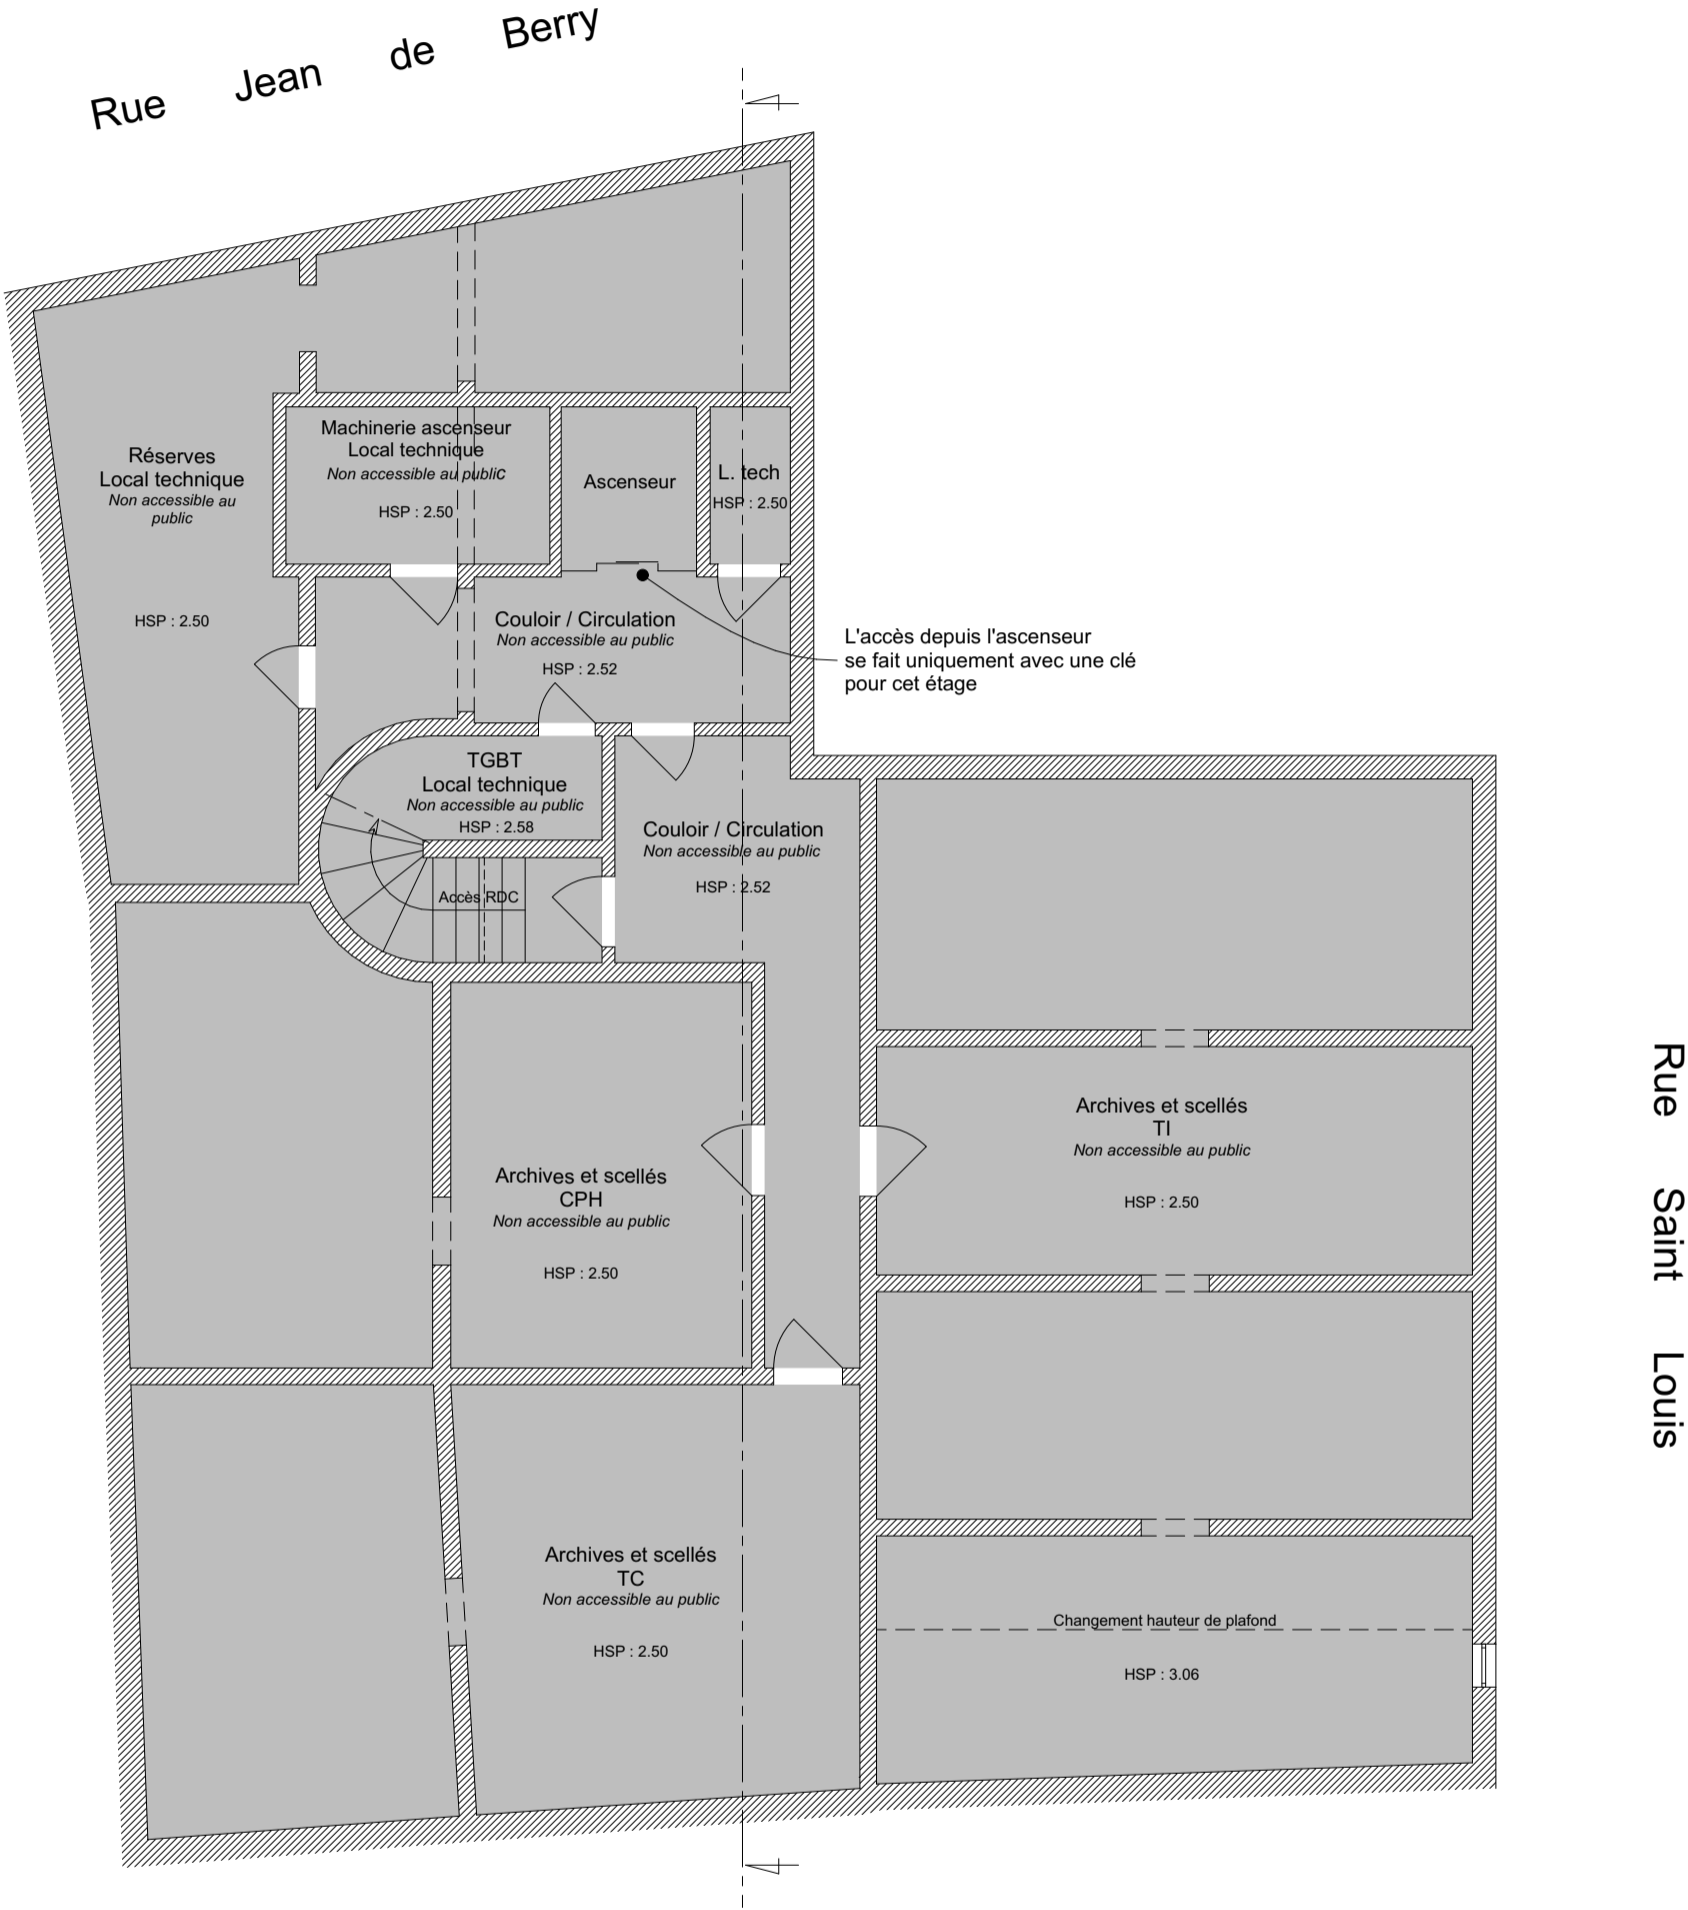 Rue Jean de Berry
Machinerie ascenseur
Local technique
Non accessible au public
HSP : 2.50
Réserves
Local technique
Non accessible au
public
HSP : 2.50
Ascenseur
L. tech
HSP : 2.50
Couloir / Circulation
Non accessible au public
HSP : 2.52
L'accès depuis l'ascenseur
se fait uniquement avec une clé
pour cet étage
TGBT
Local technique
Non accessible au public
HSP : 2.58
Couloir / Circulation
Non accessible au public
HSP : 2.52
Accès RDC
Archives et scellés
TI
Non accessible au public
HSP : 2.50
Rue Saint Louis
Archives et scellés
CPH
Non accessible au public
HSP : 2.50
Archives et scellés
TC
Non accessible au public
HSP : 2.50
Changement hauteur de plafond
HSP : 3.06